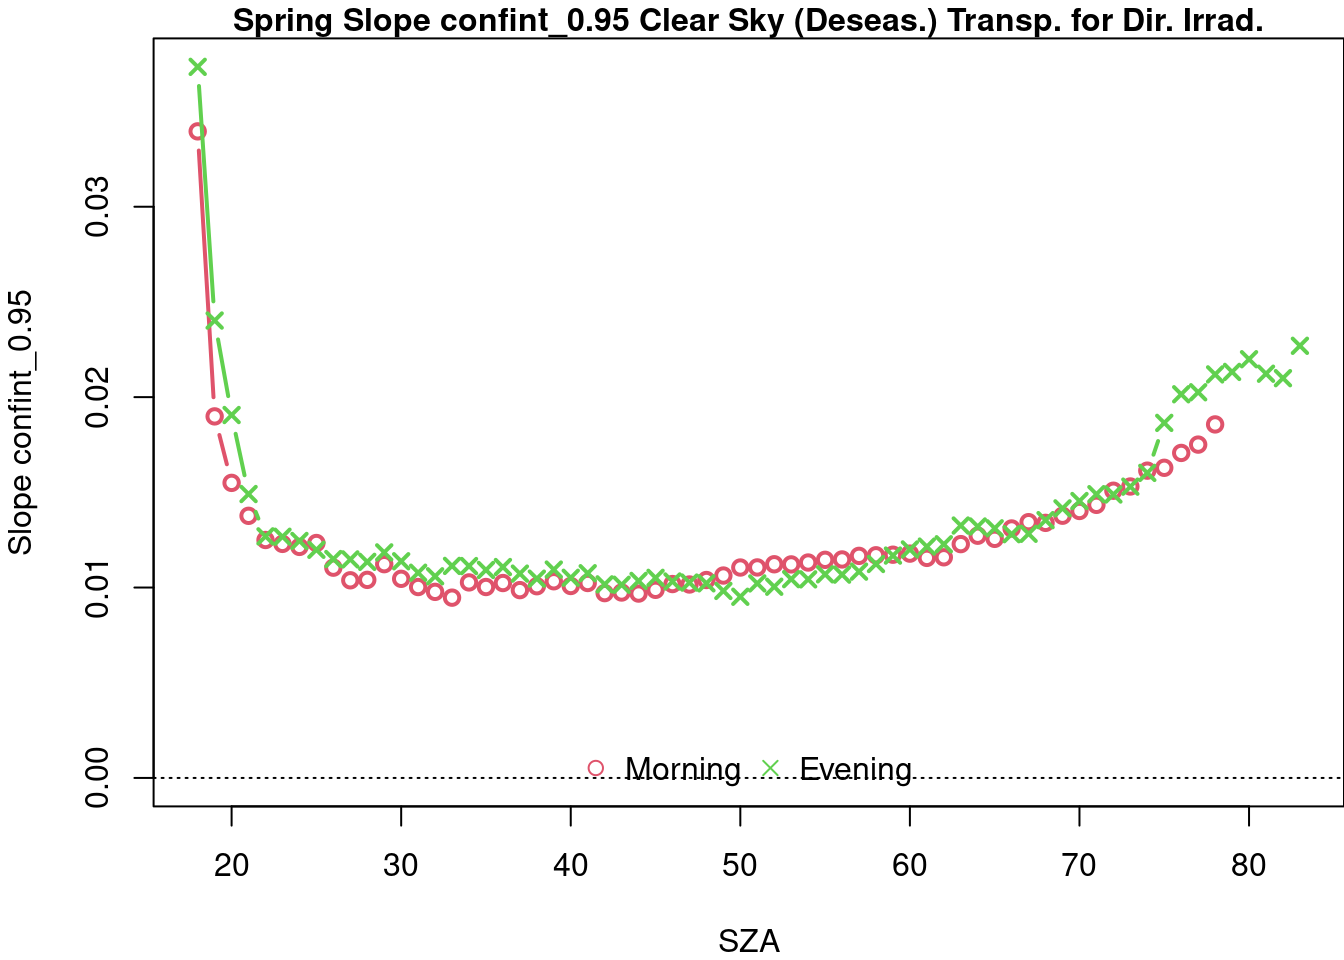 Spring Slope confint_0.95 Clear Sky (Deseas.) Transp. for Dir. Irrad.
Slope confint_0.95
0.03
0.02
0.01
0.00
Morning Evening
20 30 40 50 60 70 80
SZA